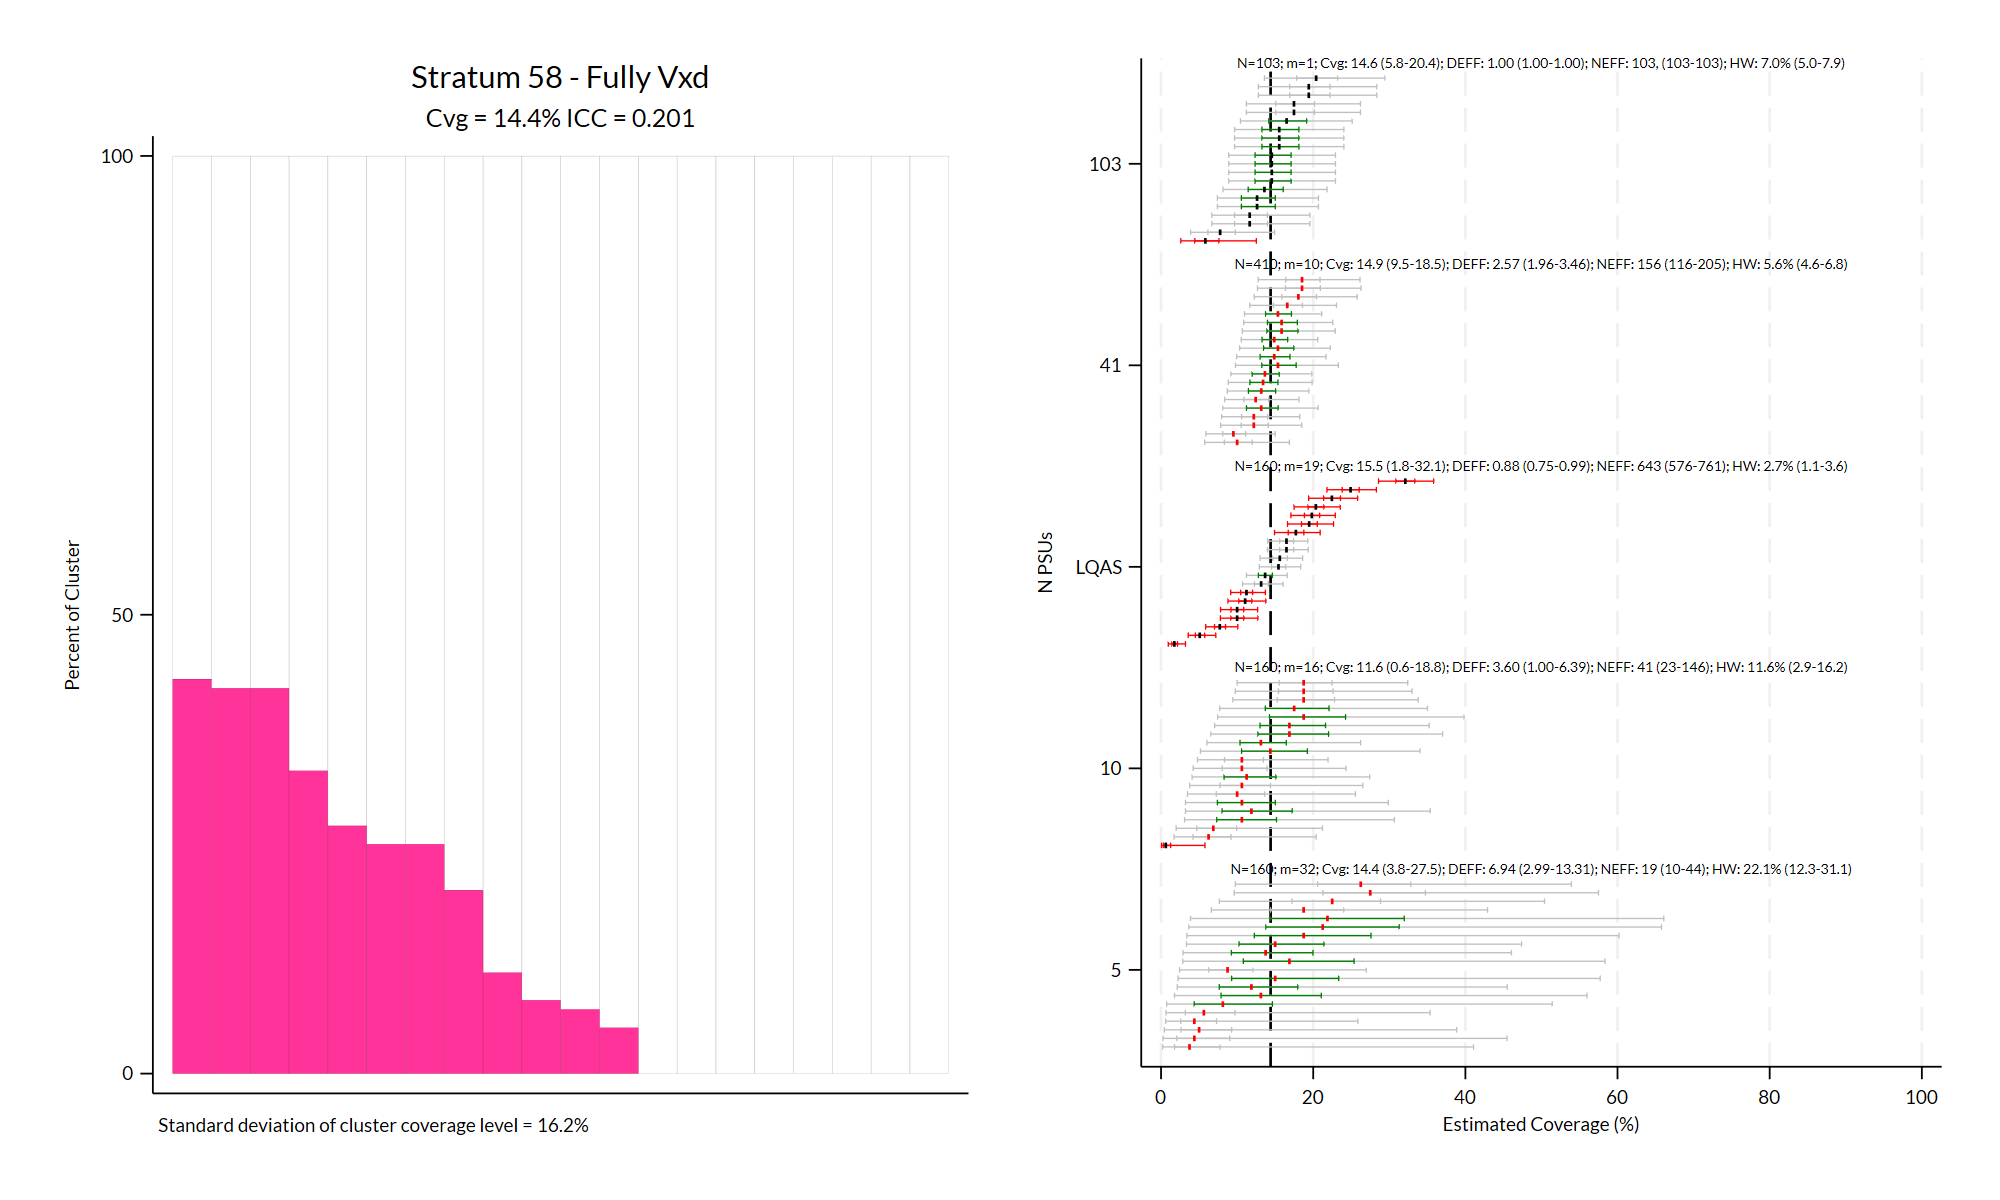 Stratum 58 - Fully Vxd
Cvg = 14.4% ICC = 0.201
100
50
0
Percent of Cluster
Standard deviation of cluster coverage level = 16.2%
N=103; m=1; Cvg: 14.6 (5.8-20.4); DEFF: 1.00 (1.00-1.00); NEFF: 103, (103-103); HW: 7.0% (5.0-7.9)
103
N=410; m=10; Cvg: 14.9 (9.5-18.5); DEFF: 2.57 (1.96-3.46); NEFF: 156 (116-205); HW: 5.6% (4.6-6.8)
41
N=160; m=19; Cvg: 15.5 (1.8-32.1); DEFF: 0.88 (0.75-0.99); NEFF: 643 (576-761); HW: 2.7% (1.1-3.6)
LQAS
N=160; m=16; Cvg: 11.6 (0.6-18.8); DEFF: 3.60 (1.00-6.39); NEFF: 41 (23-146); HW: 11.6% (2.9-16.2)
10
N=160; m=32; Cvg: 14.4 (3.8-27.5); DEFF: 6.94 (2.99-13.31); NEFF: 19 (10-44); HW: 22.1% (12.3-31.1)
5
N PSUs
0 20 40 60 80 100
Estimated Coverage (%)